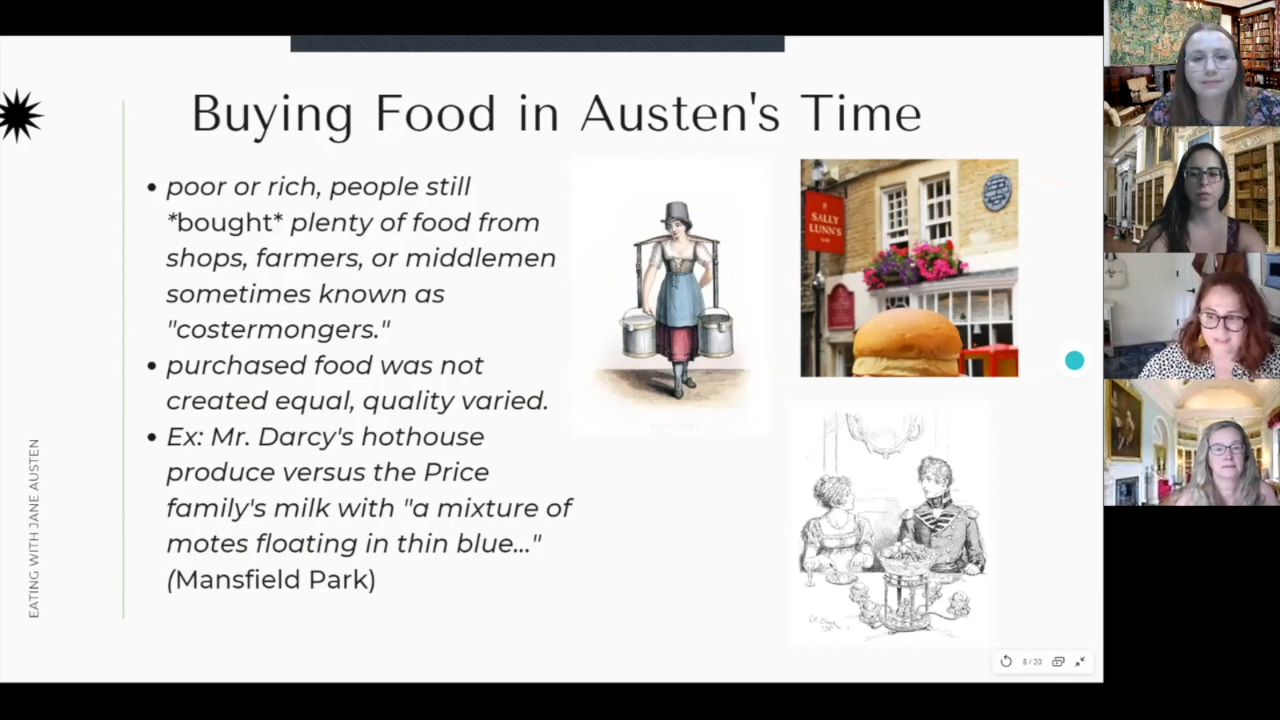 Buying Food in Austen's Time
poor or rich, people still
*bought* plenty of food from
shops, farmers, or middlemen
sometimes known as
"costermongers."
purchased food was not
created equal, quality varied.
Ex: Mr. Darcy's hothouse
produce versus the Price
family's milk with "a mixture of
motes floating in thin blue..."
(Mansfield Park)
EATING WITH JANE AUSTEN
SALLY
LUNN'S
8 / 20